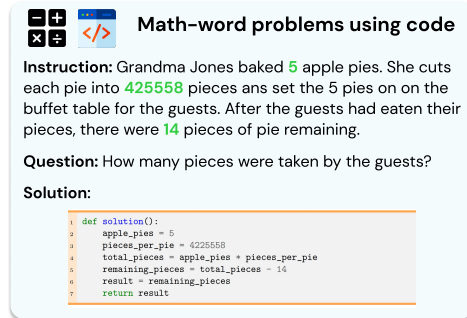 Math-word problems using code
Instruction: Grandma Jones baked 5 apple pies. She cuts
each pie into 425558 pieces ans set the 5 pies on on the
buffet table for the guests. After the guests had eaten their
pieces, there were 14 pieces of pie remaining.
Question: How many pieces were taken by the guests?
Solution:
1 def solution():
2 apple_pies = 5
3 pieces_per_pie = 4225558
4 total_pieces = apple_pies * pieces_per_pie
5 remaining_pieces = total_pieces - 14
6 result = remaining_pieces
7 return result